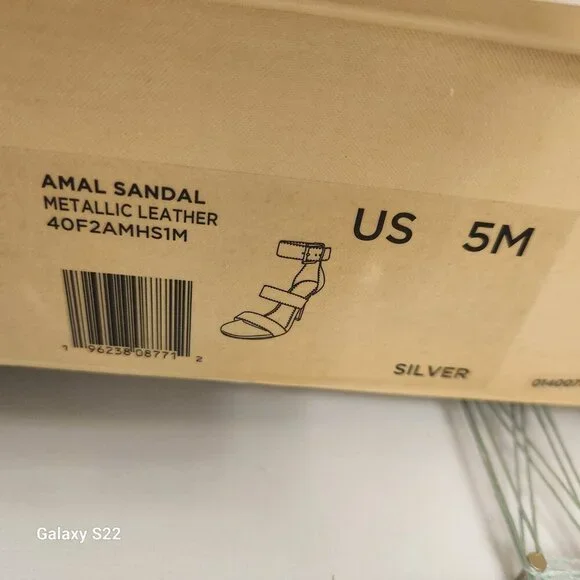 AMAL SANDAL
METALLIC LEATHER
40F2AMHS1M
US 5M
1 96238 08771 2
SILVER
Galaxy S22